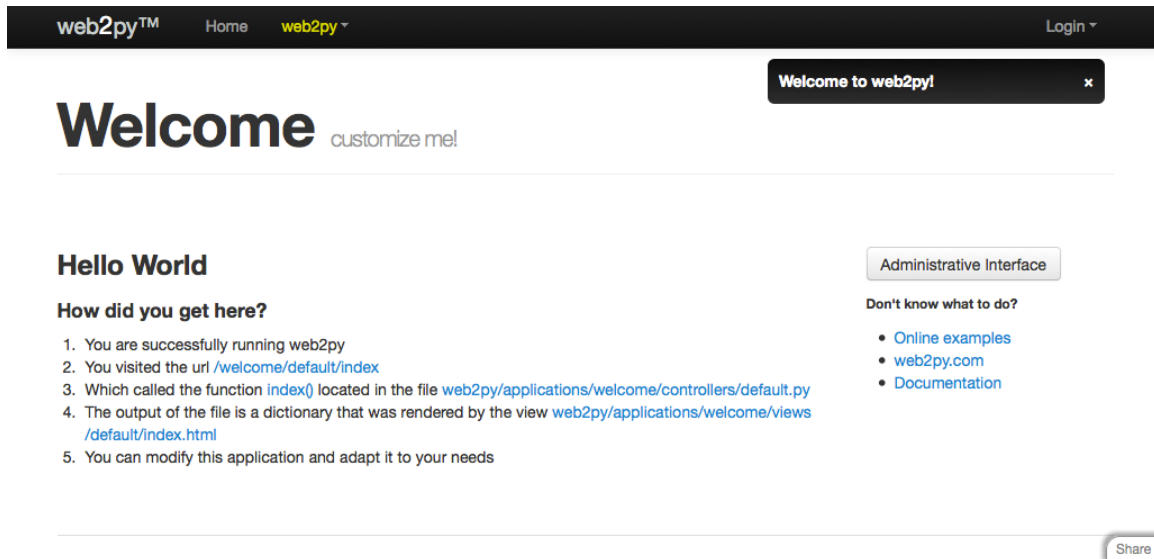 web2py™ Home web2py Login
Welcome to web2py! ×
Welcome customize me!
Hello World
Administrative Interface
How did you get here?
Don't know what to do?
1. You are successfully running web2py
2. You visited the url /welcome/default/index
3. Which called the function index() located in the file web2py/applications/welcome/controllers/default.py
4. The output of the file is a dictionary that was rendered by the view web2py/applications/welcome/views
/default/index.html
5. You can modify this application and adapt it to your needs
• Online examples
• web2py.com
• Documentation
Share